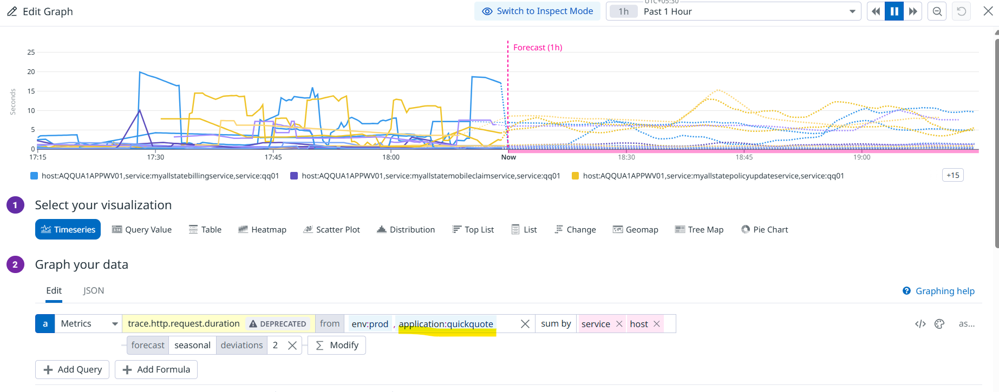 Edit Graph
Switch to Inspect Mode
UTC+05:30
1h Past 1 Hour
Forecast (1h)
Seconds
25
20
15
10
5
0
17:15 17:30 17:45 18:00 Now 18:30 18:45 19:00
host:AQQUA1APPWV01,service:myallstatebillingservice,service:qq01 host:AQQUA1APPWV01,service:myallstatemobileclaimservice,service:qq01 host:AQQUA1APPWV01,service:myallstatepolicyupdateservice,service:qq01 +15
1 Select your visualization
Timeseries Query Value Table Heatmap Scatter Plot Distribution Top List List Change Geomap Tree Map Pie Chart
2 Graph your data
Edit JSON Graphing help
a Metrics trace.http.request.duration DEPRECATED from env:prod , application:quickquote sum by service host as...
forecast seasonal deviations 2 Σ Modify
Add Query Add Formula